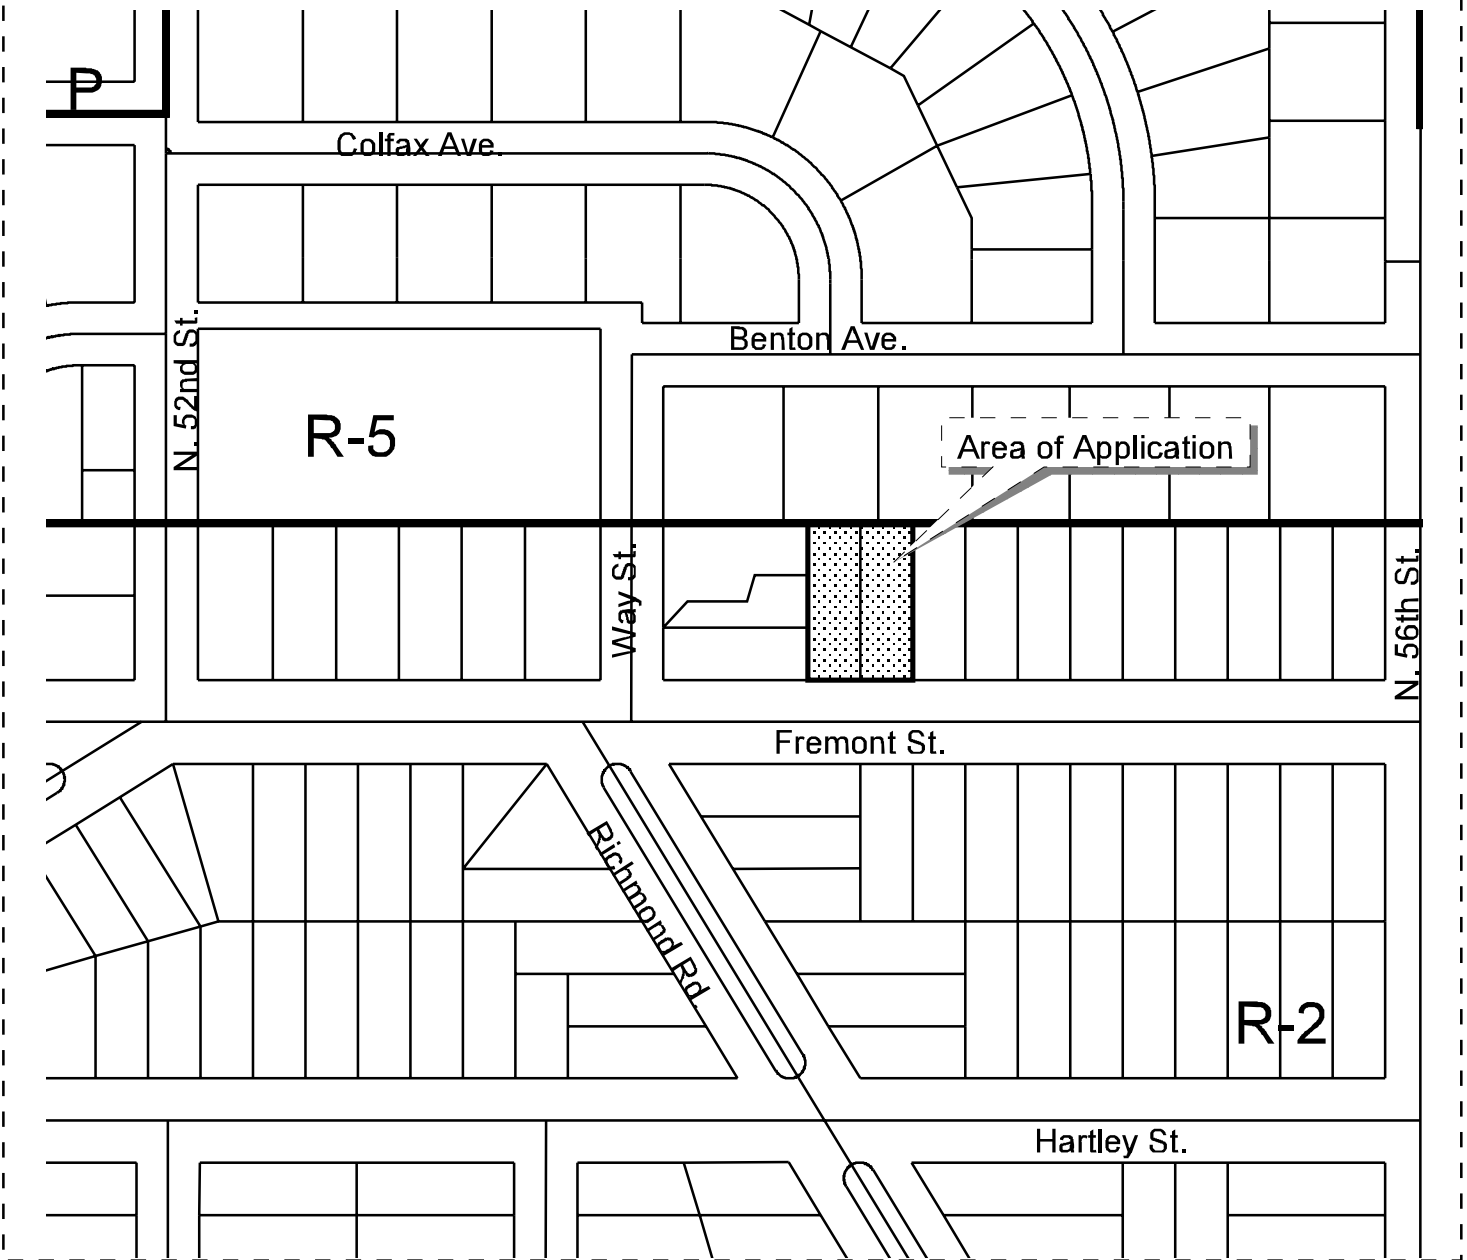 P
Colfax Ave.
N. 52nd St.
Benton Ave.
R-5
Area of Application
Way St.
N. 56th St.
Fremont St.
Richmond Rd.
R-2
Hartley St.